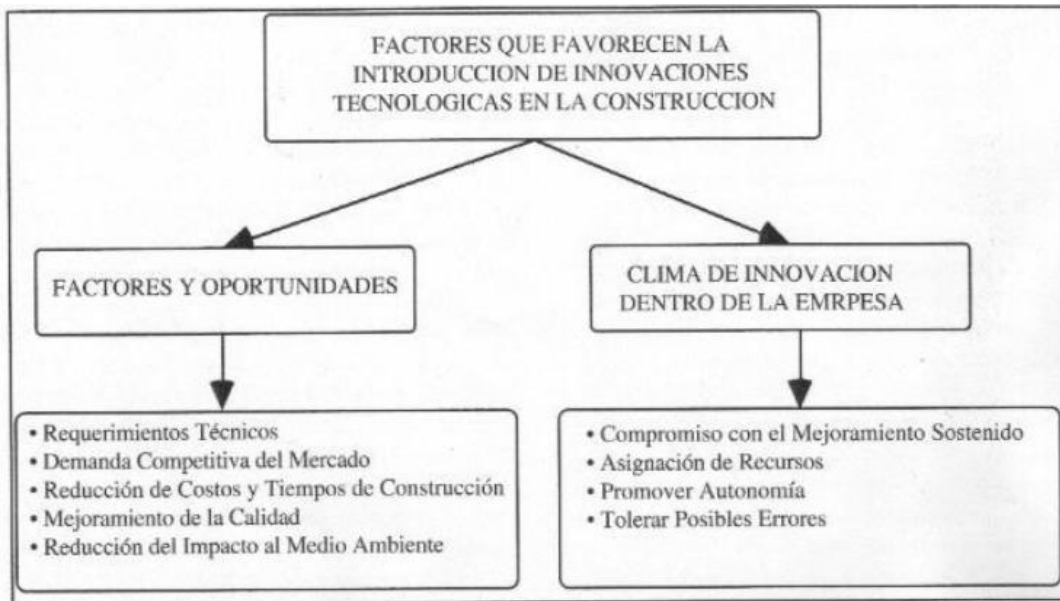 FACTORES QUE FAVORECEN LA
INTRODUCCION DE INNOVACIONES
TECNOLOGICAS EN LA CONSTRUCCION
FACTORES Y OPORTUNIDADES
CLIMA DE INNOVACION
DENTRO DE LA EMRPESA
• Requerimientos Técnicos
• Demanda Competitiva del Mercado
• Reducción de Costos y Tiempos de Construcción
• Mejoramiento de la Calidad
• Reducción del Impacto al Medio Ambiente
• Compromiso con el Mejoramiento Sostenido
• Asignación de Recursos
• Promover Autonomía
• Tolerar Posibles Errores